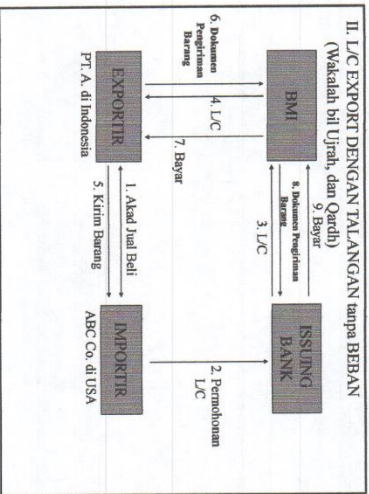 II. L/C EXPORT DENGAN TALANGAN tanpa BEBAN
(Wakalah bil Ujrah, dan Qardh)
9. Bayar
8. Dokumen Pengiriman
Barang
3. L/C
BMI
ISSUING
BANK
6. Dokumen
Pengiriman
Barang
4. L/C
7. Bayar
2. Permohonan
L/C
1. Akad Jual Beli
EXPORTIR
IMPORTIR
5. Kirim Barang
PT. A. di Indonesia
ABC Co. di USA